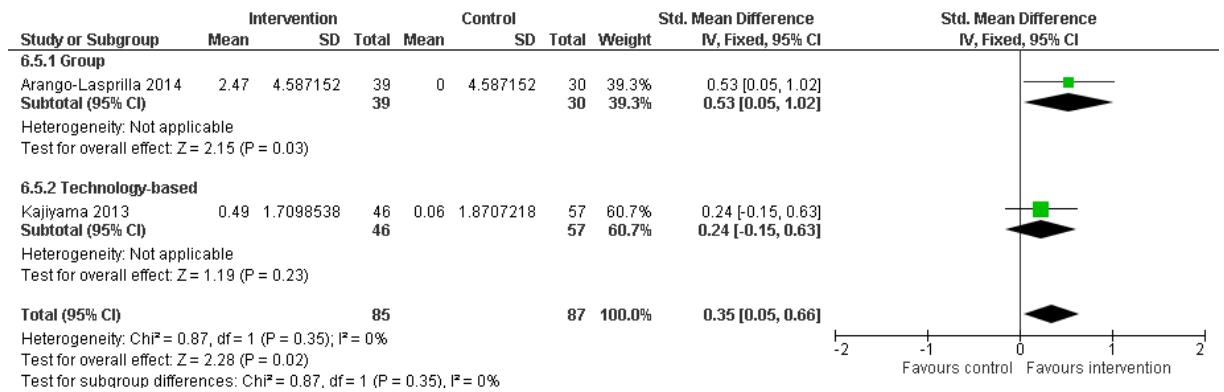 Intervention Control Std. Mean Difference Std. Mean Difference
Study or Subgroup Mean SD Total Mean SD Total Weight IV, Fixed, 95% CI IV, Fixed, 95% CI
6.5.1 Group
Arango-Lasprilla 2014 2.47 4.587152 39 0 4.587152 30 39.3% 0.53 [0.05, 1.02]
Subtotal (95% CI) 39 30 39.3% 0.53 [0.05, 1.02]
Heterogeneity: Not applicable
Test for overall effect: Z = 2.15 (P = 0.03)
6.5.2 Technology-based
Kajiyama 2013 0.49 1.7098538 46 0.06 1.8707218 57 60.7% 0.24 [-0.15, 0.63]
Subtotal (95% CI) 46 57 60.7% 0.24 [-0.15, 0.63]
Heterogeneity: Not applicable
Test for overall effect: Z = 1.19 (P = 0.23)
Total (95% CI) 85 87 100.0% 0.35 [0.05, 0.66]
Heterogeneity: Chi² = 0.87, df = 1 (P = 0.35); I² = 0%
Test for overall effect: Z = 2.28 (P = 0.02)
Test for subgroup differences: Chi² = 0.87, df = 1 (P = 0.35), I² = 0%
-2 -1 0 1 2
Favours control Favours intervention